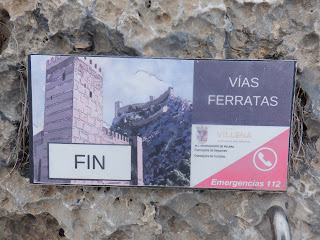 VÍAS
FERRATAS
VILLENA
FIN
Emergencias 112